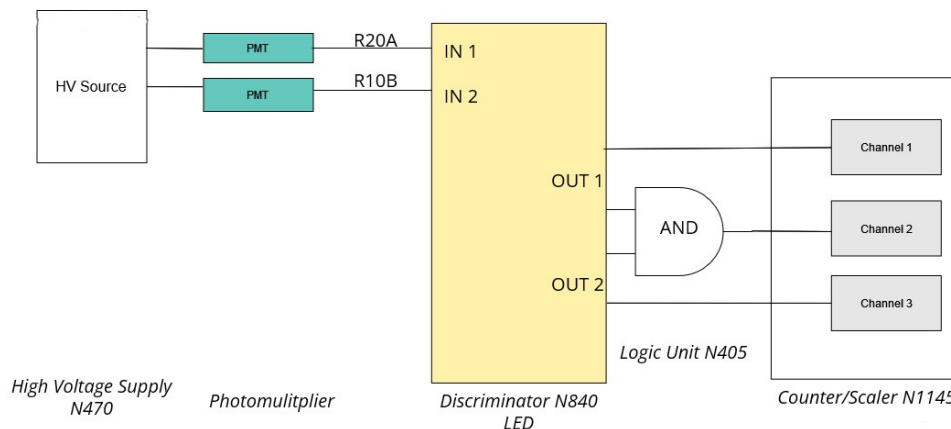 HV Source
PMT
R20A
PMT
R10B
IN 1
IN 2
OUT 1
OUT 2
AND
Channel 1
Channel 2
Channel 3
High Voltage Supply
N470
Photomulitplier
Discriminator N840
LED
Logic Unit N405
Counter/Scaler N1145